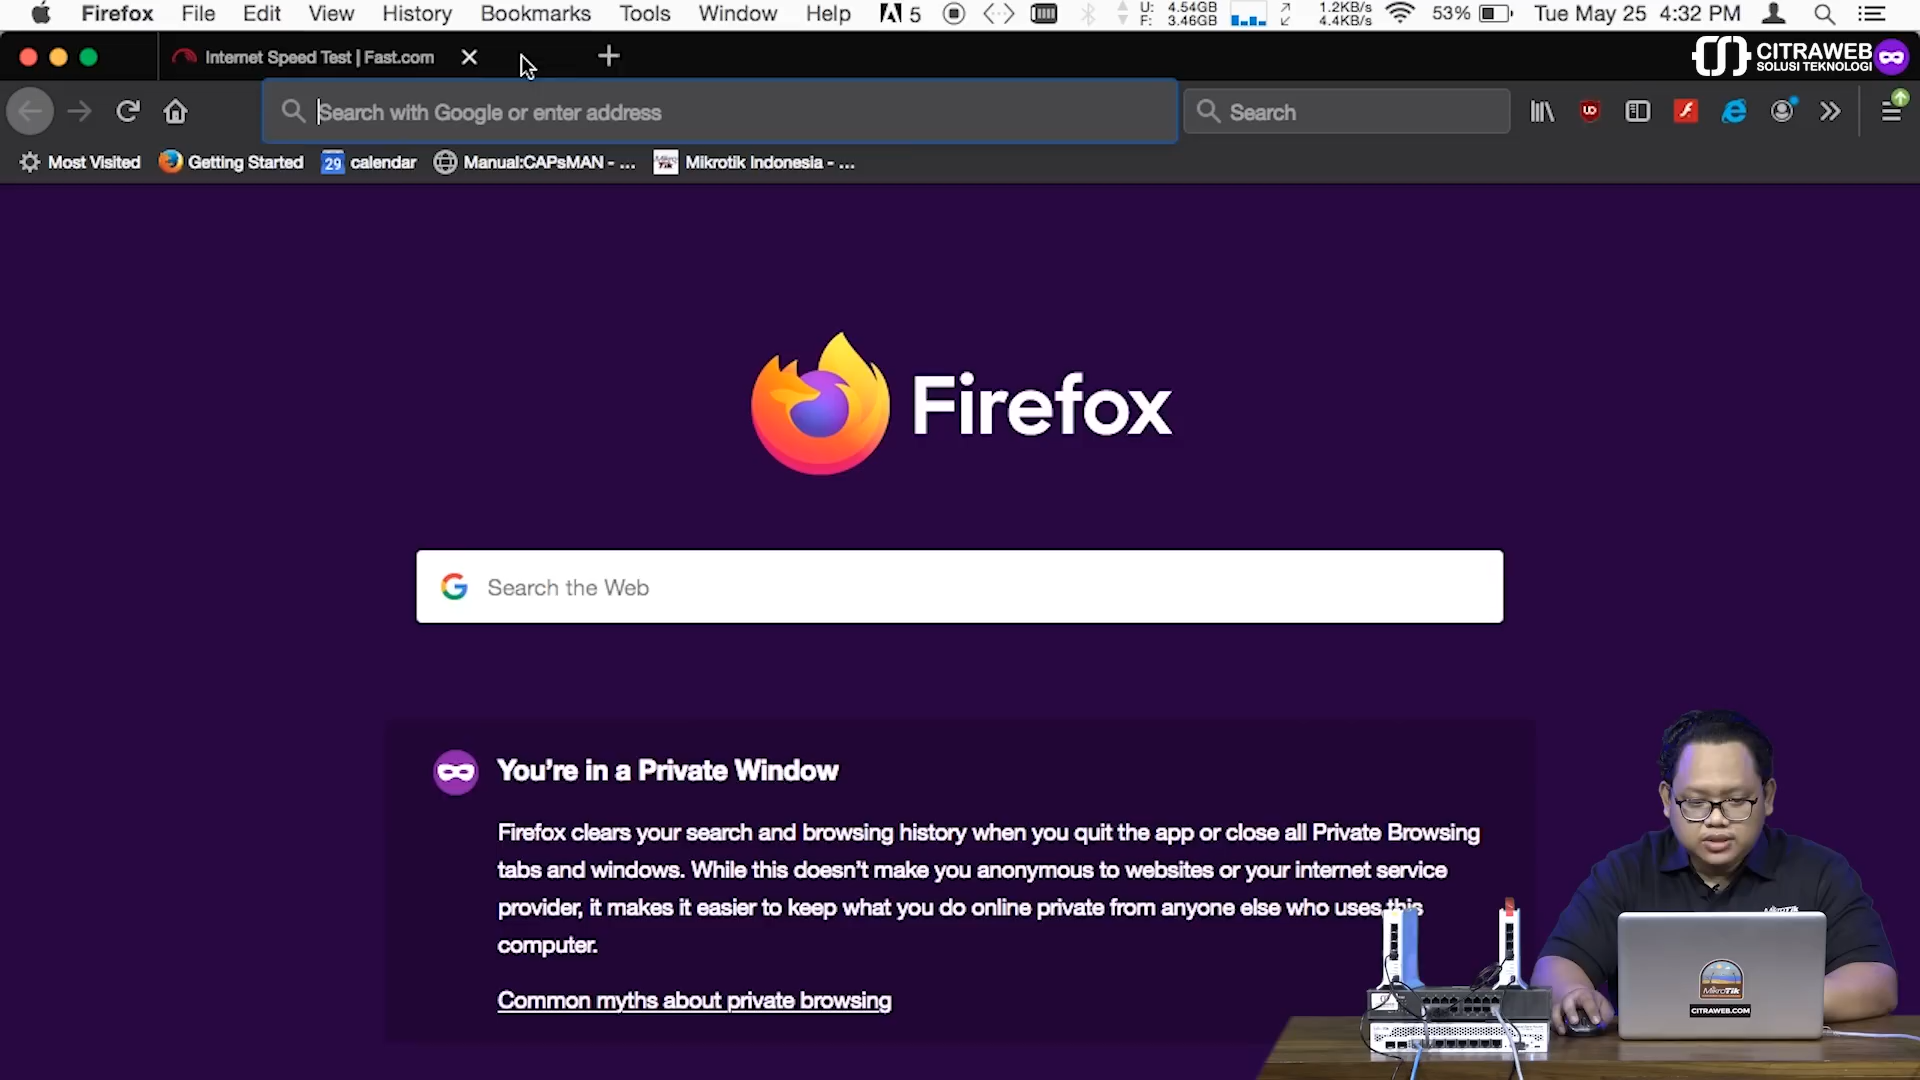 Firefox File Edit View History Bookmarks Tools Window Help 5 U: 4.54GB F: 3.46GB 1.2KB/s 4.4KB/s 53% Tue May 25 4:32 PM
Internet Speed Test | Fast.com
CITRAWEB
SOLUSI TEKNOLOGI
Search with Google or enter address
Search
Most Visited Getting Started 29 calendar Manual:CAPsMAN - ... Mikrotik Indonesia - ...
Firefox
Search the Web
You're in a Private Window
Firefox clears your search and browsing history when you quit the app or close all Private Browsing
tabs and windows. While this doesn't make you anonymous to websites or your internet service
provider, it makes it easier to keep what you do online private from anyone else who uses this
computer.
Common myths about private browsing
MikroTik
MikroTik
CITRAWEB.COM